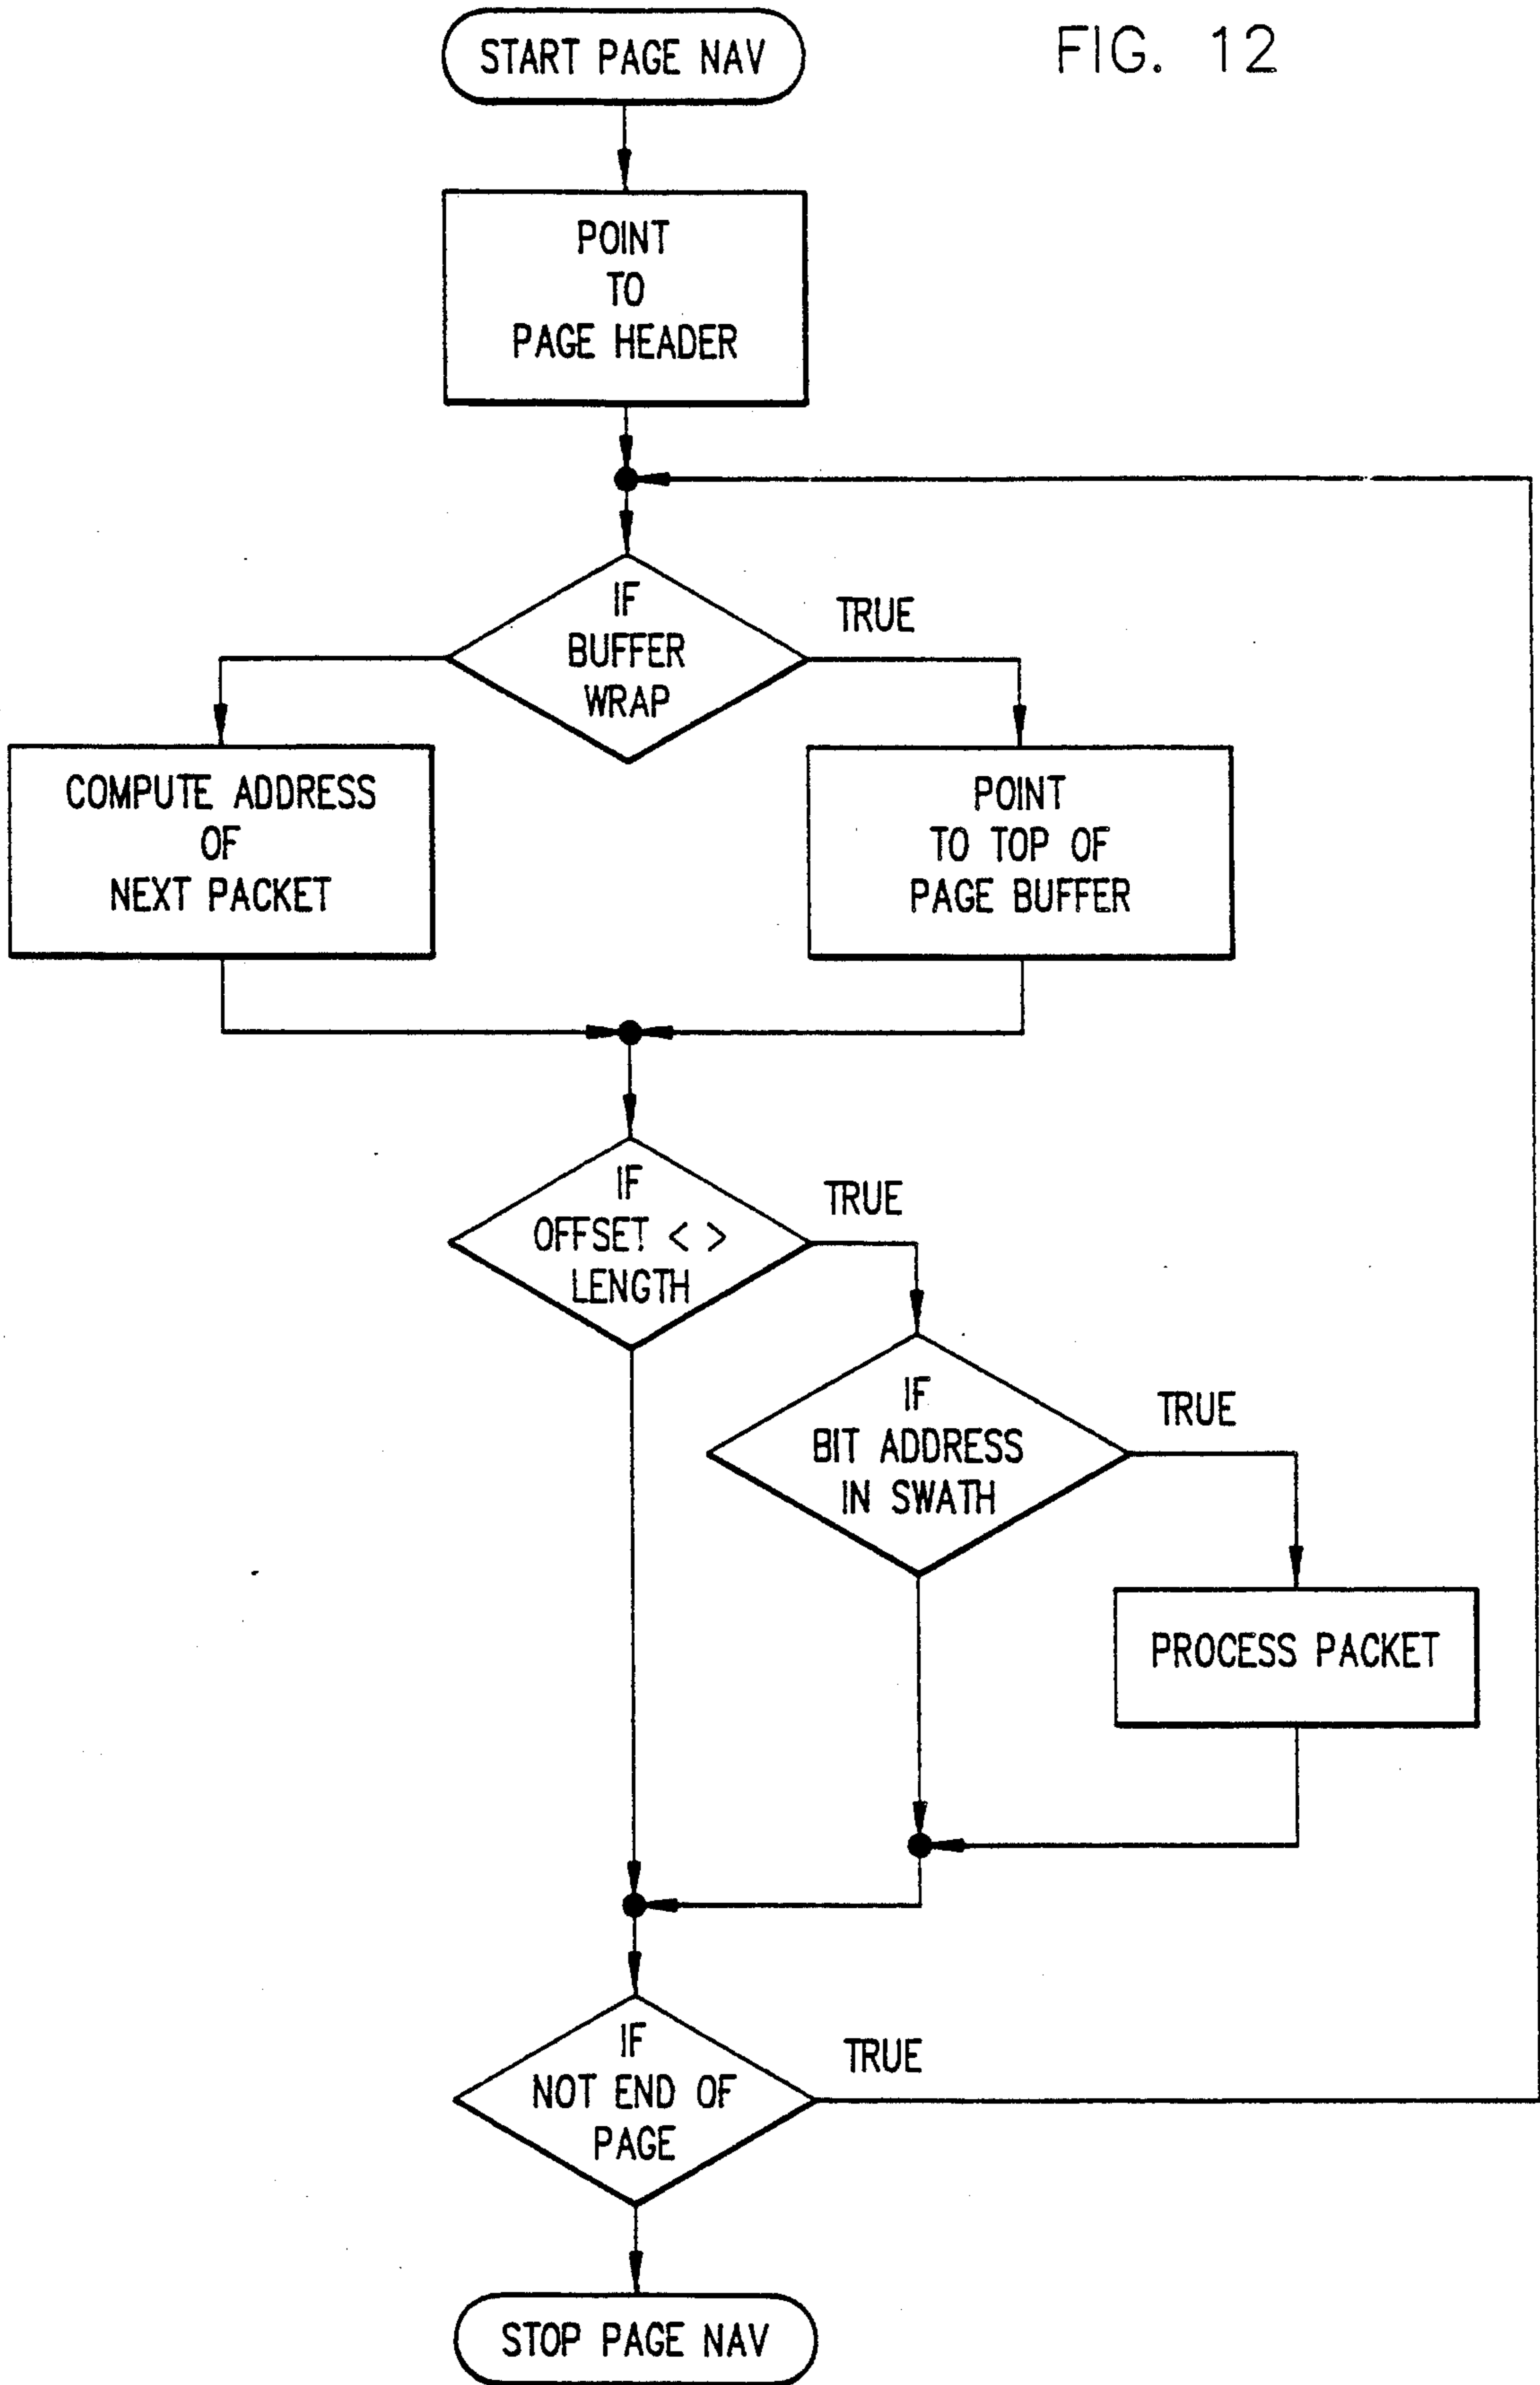 FIG. 12
START PAGE NAV
POINT
TO
PAGE HEADER
IF
BUFFER
WRAP
TRUE
COMPUTE ADDRESS
OF
NEXT PACKET
POINT
TO TOP OF
PAGE BUFFER
IF
OFFSET < >
LENGTH
TRUE
IF
BIT ADDRESS
IN SWATH
TRUE
PROCESS PACKET
IF
NOT END OF
PAGE
TRUE
STOP PAGE NAV